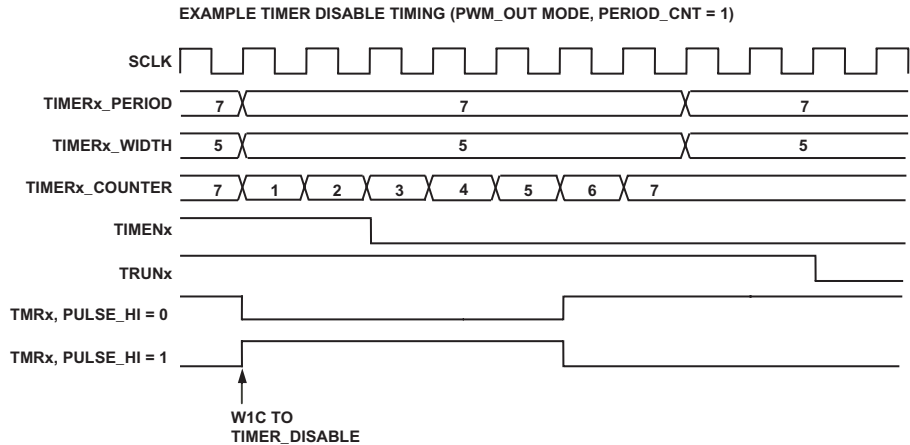 EXAMPLE TIMER DISABLE TIMING (PWM_OUT MODE, PERIOD_CNT = 1)
SCLK
TIMERx_PERIOD 7 7 7
TIMERx_WIDTH 5 5 5
TIMERx_COUNTER 7 1 2 3 4 5 6 7
TIMENx
TRUNx
TMRx, PULSE_HI = 0
TMRx, PULSE_HI = 1
W1C TO
TIMER_DISABLE